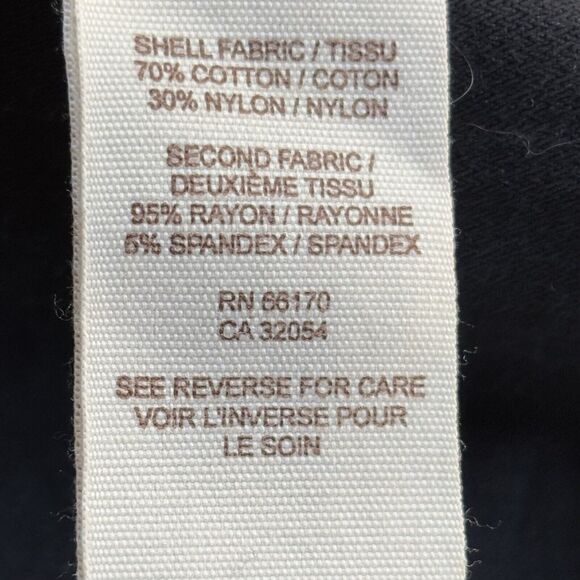 SHELL FABRIC / TISSU
70% COTTON / COTON
30% NYLON / NYLON
SECOND FABRIC /
DEUXIÈME TISSU
95% RAYON / RAYONNE
5% SPANDEX / SPANDEX
RN 66170
CA 32054
SEE REVERSE FOR CARE
VOIR L'INVERSE POUR
LE SOIN